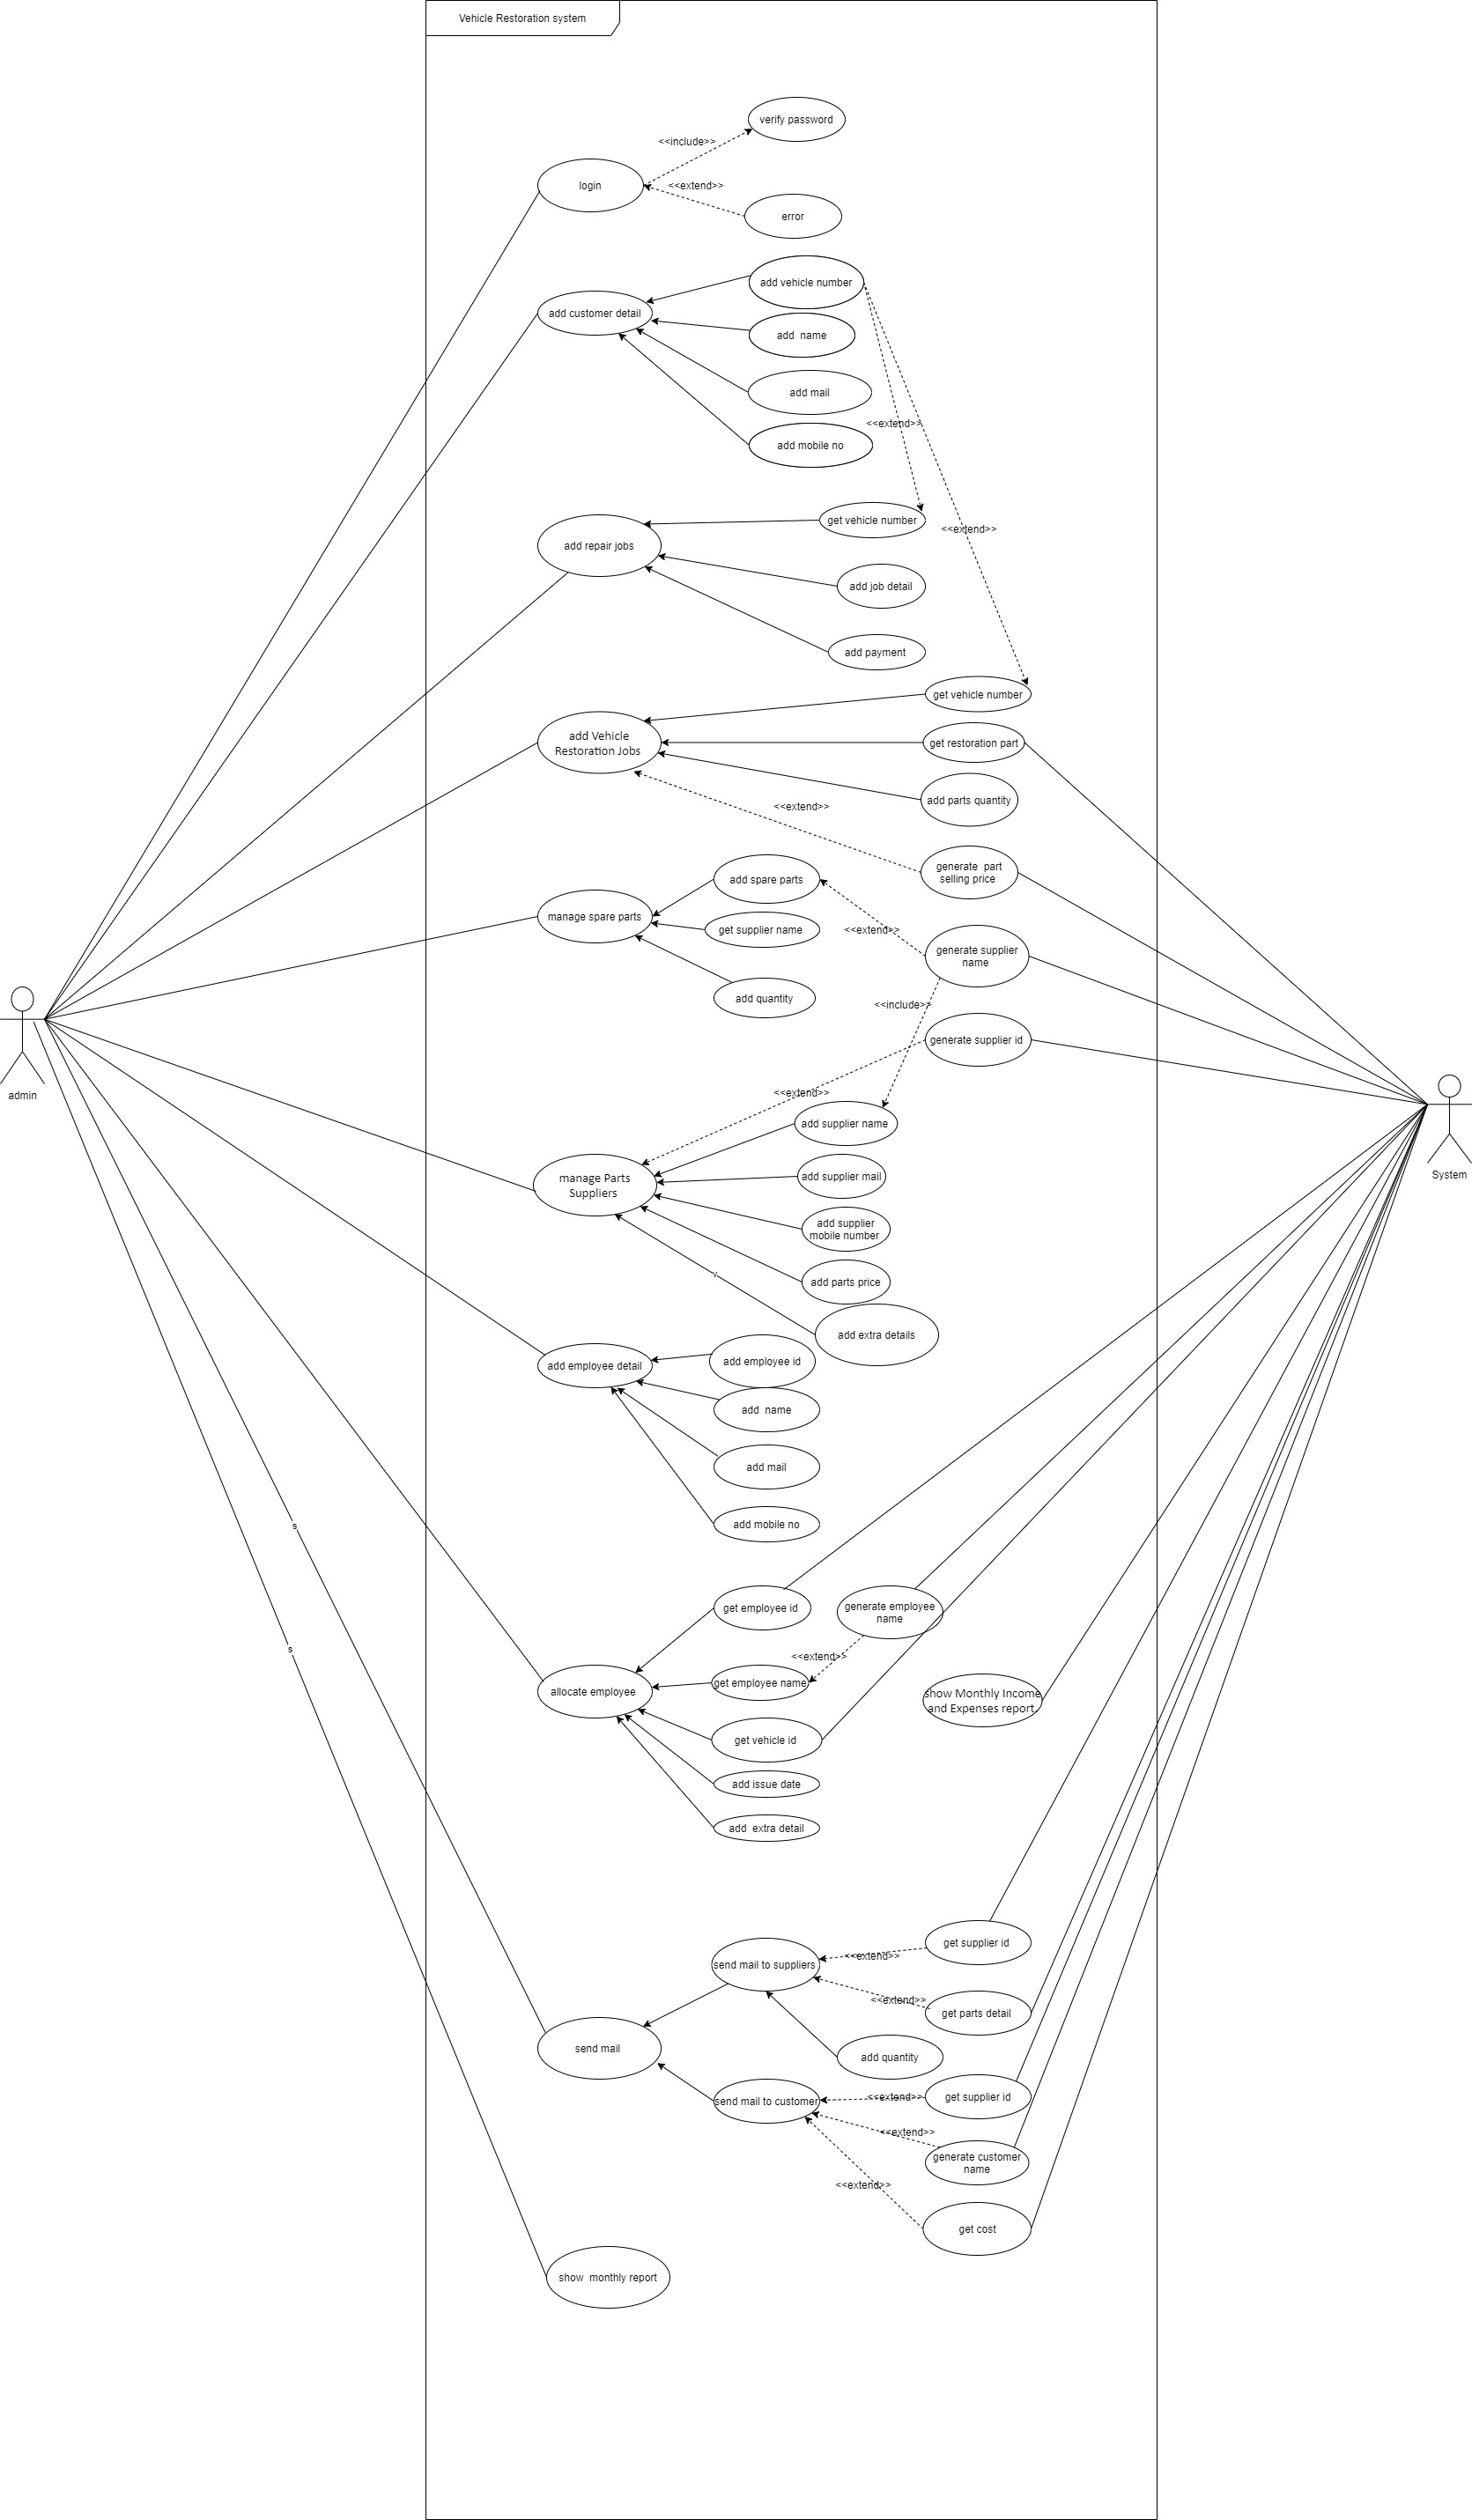 Vehicle Restoration system
verify password
<<include>>
login
<<extend>>
error
add vehicle number
add customer detail
add  name
add mail
<<extend>>
add mobile no
get vehicle number
<<extend>>
add repair jobs
add job detail
add payment
get vehicle number
add Vehicle
Restoration Jobs
get restoration part
add parts quantity
<<extend>>
generate  part
selling price
add spare parts
manage spare parts
get supplier name
<<extend>>
generate supplier
name
add quantity
<<include>>
generate supplier id
admin
<<extend>>
add supplier name
System
manage Parts
Suppliers
add supplier mail
add supplier
mobile number
v
add parts price
add extra details
add employee detail
add employee id
add  name
add mail
add mobile no
s
get employee id
generate employee
name
s
<<extend>>
allocate employee
get employee name
show Monthly Income
and Expenses report
get vehicle id
add issue date
add  extra detail
get supplier id
<<extend>>
send mail to suppliers
<<extend>>
get parts detail
send mail
add quantity
send mail to customer
<<extend>>
get supplier id
<<extend>>
generate customer
name
<<extend>>
get cost
show  monthly report